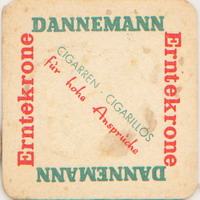 DANNEMANN
Erntekrone
CIGARREN · CIGARILLOS
für hohe Ansprüche
Erntekrone
DANNEMANN